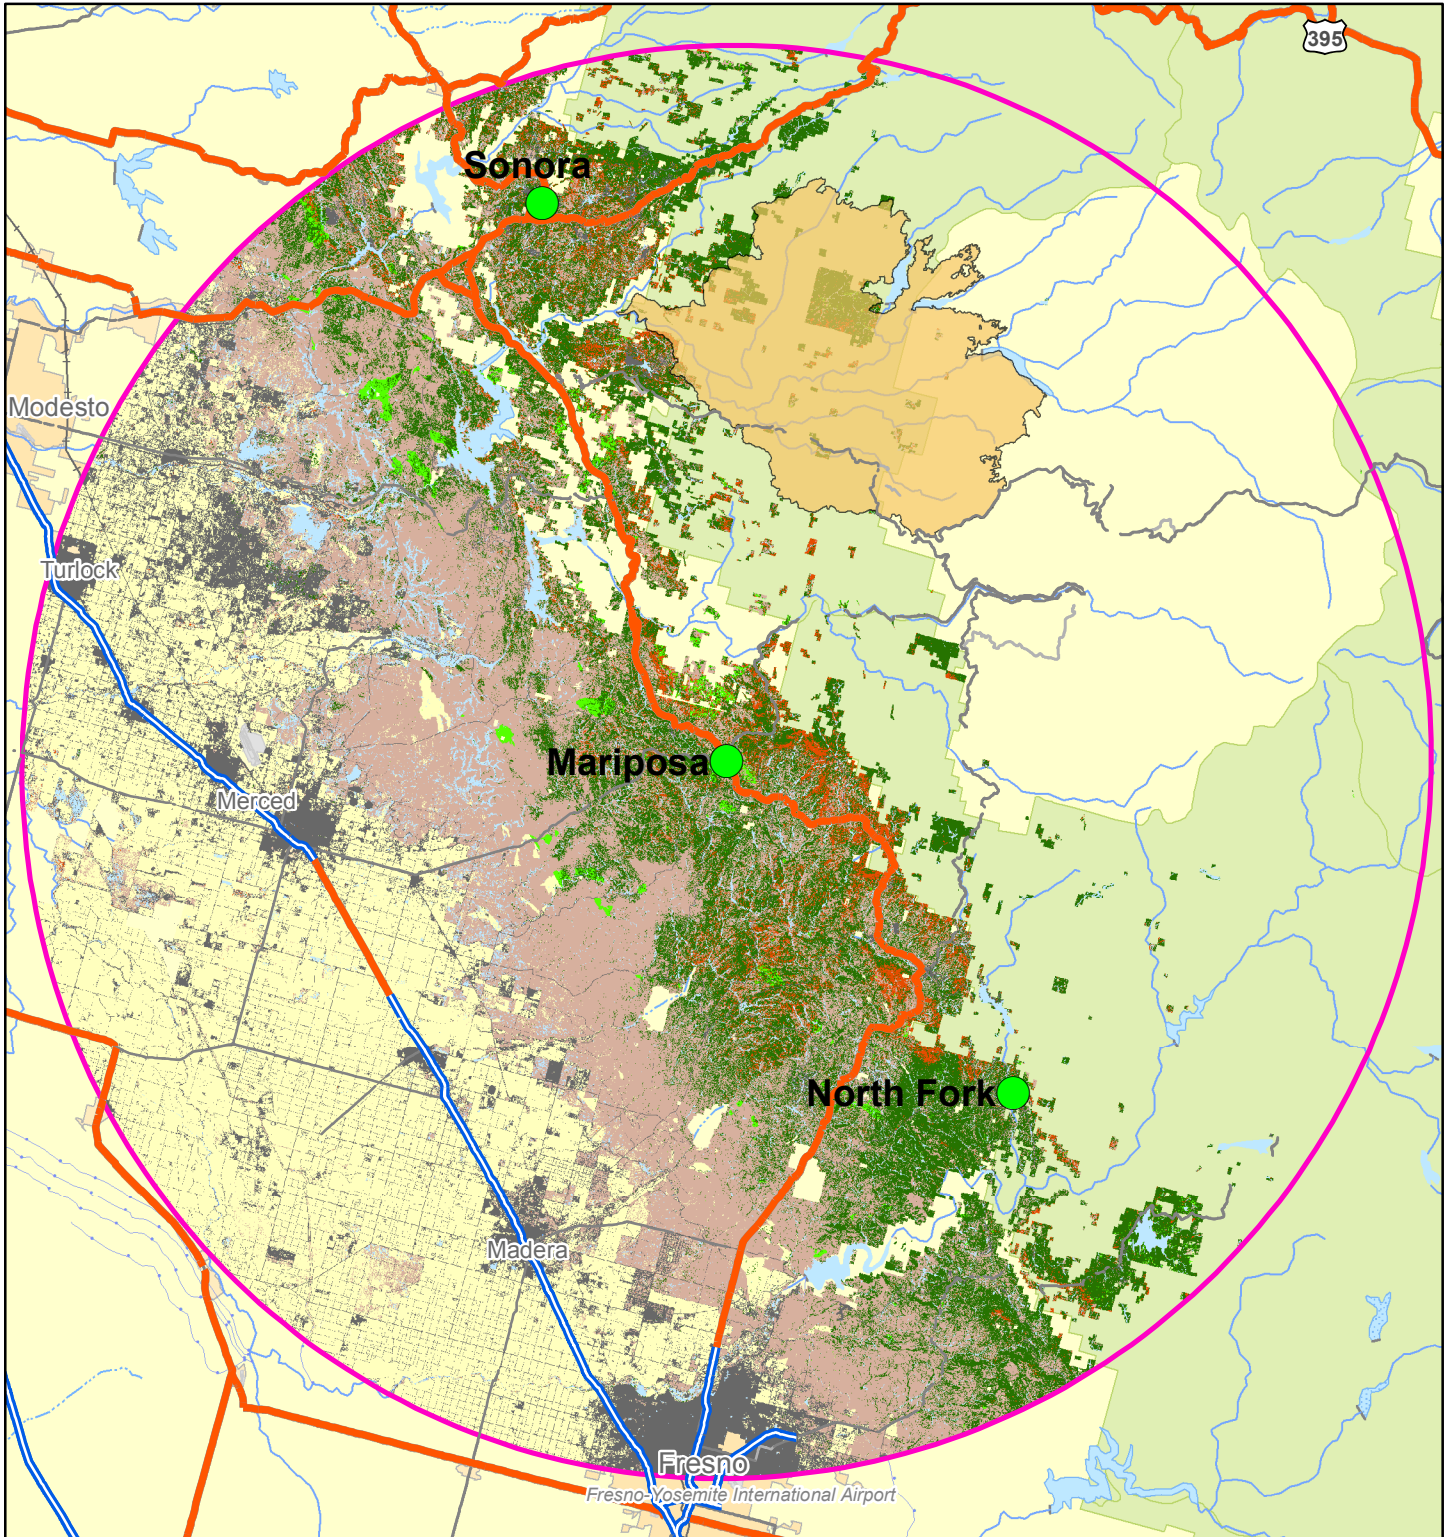 395
Sonora
Modesto
Turlock
Mariposa
Merced
North Fork
Madera
Fresno
Fresno-Yosemite International Airport